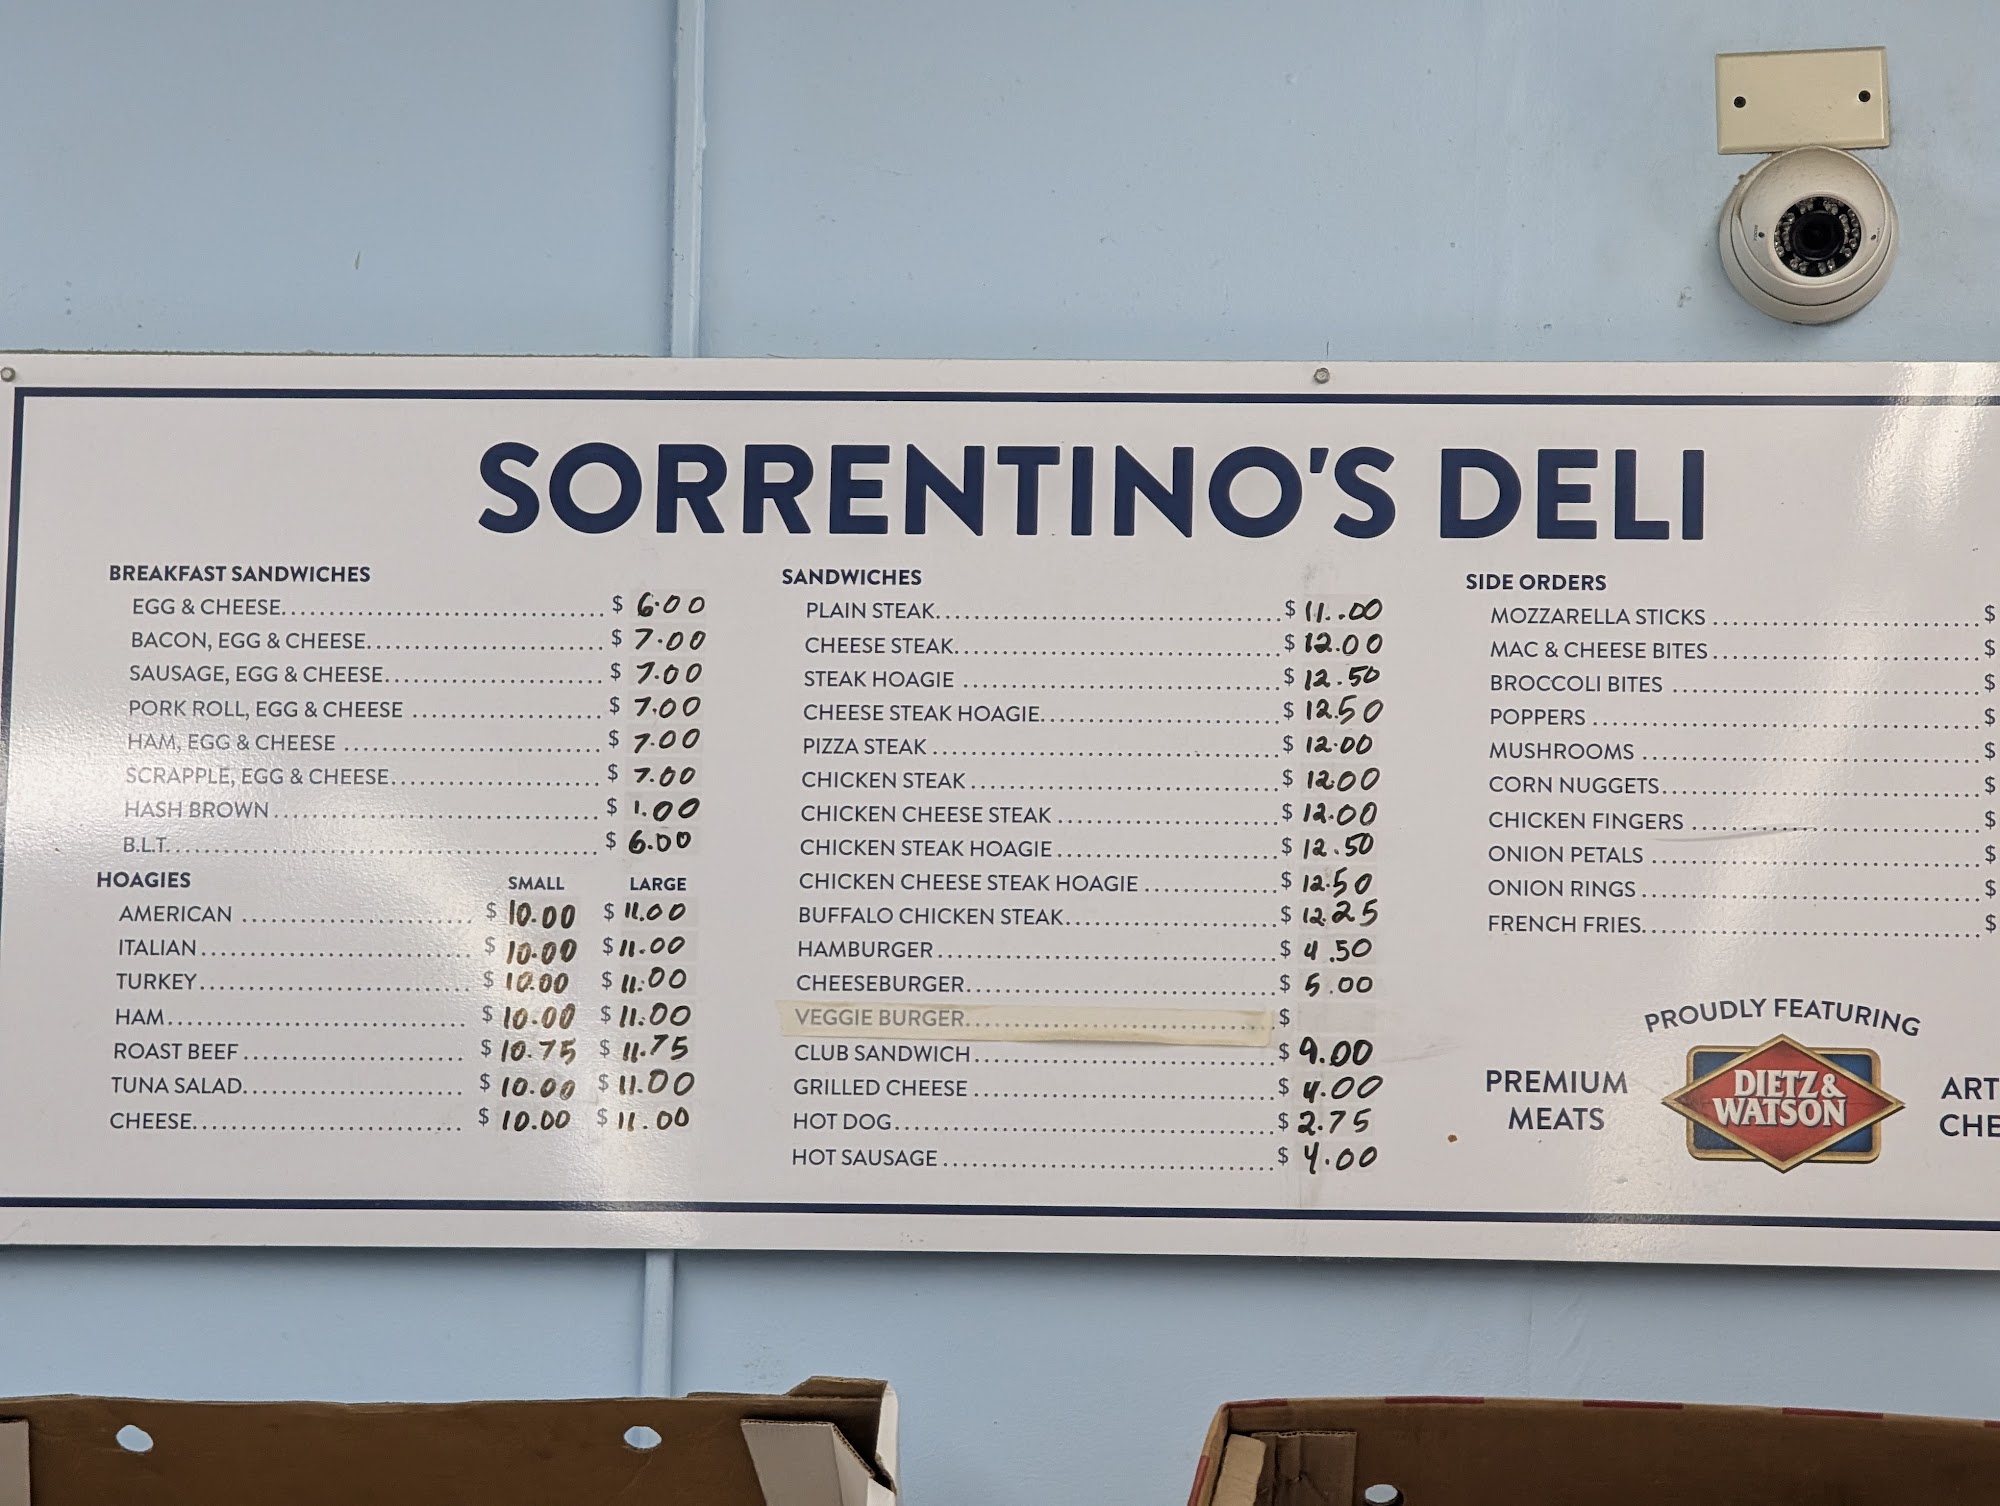 SORRENTINO'S DELI
BREAKFAST SANDWICHES
EGG & CHEESE $ 6.00
BACON, EGG & CHEESE $ 7.00
SAUSAGE, EGG & CHEESE $ 7.00
PORK ROLL, EGG & CHEESE $ 7.00
HAM, EGG & CHEESE $ 7.00
SCRAPPLE, EGG & CHEESE $ 7.00
HASH BROWN $ 1.00
B.L.T. $ 6.00
HOAGIES SMALL LARGE
AMERICAN $ 10.00 $ 11.00
ITALIAN $ 10.00 $ 11.00
TURKEY $ 10.00 $ 11.00
HAM $ 10.00 $ 11.00
ROAST BEEF $ 10.75 $ 11.75
TUNA SALAD $ 10.00 $ 11.00
CHEESE $ 10.00 $ 11.00
SANDWICHES
PLAIN STEAK $ 11.00
CHEESE STEAK $ 12.00
STEAK HOAGIE $ 12.50
CHEESE STEAK HOAGIE $ 12.50
PIZZA STEAK $ 12.00
CHICKEN STEAK $ 12.00
CHICKEN CHEESE STEAK $ 12.00
CHICKEN STEAK HOAGIE $ 12.50
CHICKEN CHEESE STEAK HOAGIE $ 12.50
BUFFALO CHICKEN STEAK $ 12.25
HAMBURGER $ 4.50
CHEESEBURGER $ 5.00
VEGGIE BURGER $
CLUB SANDWICH $ 9.00
GRILLED CHEESE $ 4.00
HOT DOG $ 2.75
HOT SAUSAGE $ 4.00
SIDE ORDERS
MOZZARELLA STICKS $
MAC & CHEESE BITES $
BROCCOLI BITES $
POPPERS $
MUSHROOMS $
CORN NUGGETS $
CHICKEN FINGERS $
ONION PETALS $
ONION RINGS $
FRENCH FRIES $
PROUDLY FEATURING
PREMIUM
MEATS
DIETZ &
WATSON
ART
CHE